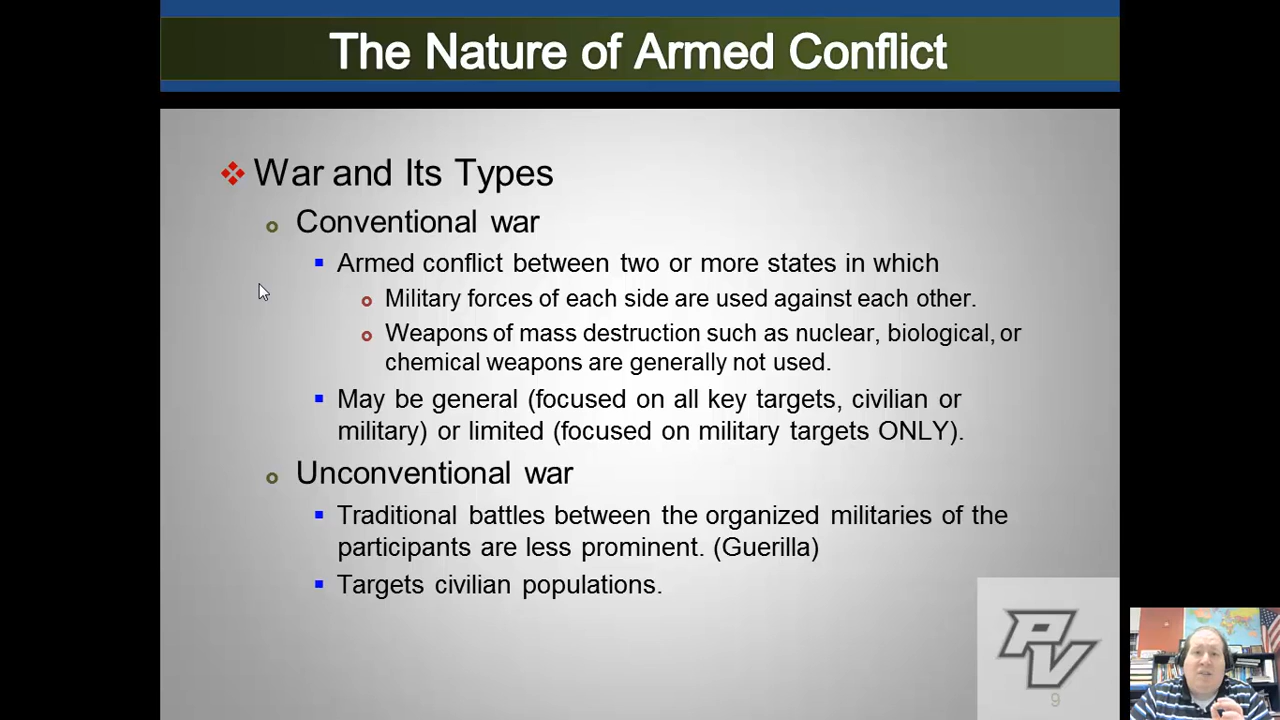 The Nature of Armed Conflict
War and Its Types
Conventional war
Armed conflict between two or more states in which
Military forces of each side are used against each other.
Weapons of mass destruction such as nuclear, biological, or
chemical weapons are generally not used.
May be general (focused on all key targets, civilian or
military) or limited (focused on military targets ONLY).
Unconventional war
Traditional battles between the organized militaries of the
participants are less prominent. (Guerilla)
Targets civilian populations.
PV
9